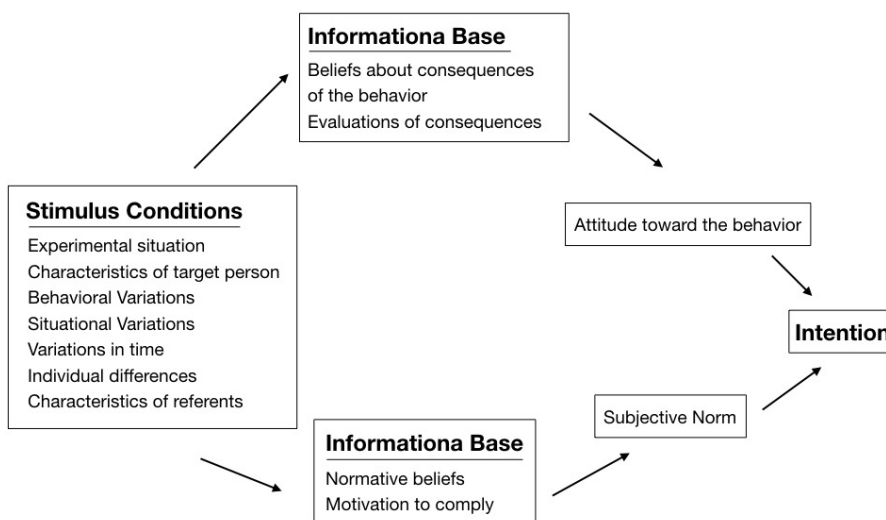 Informationa Base
Beliefs about consequences
of the behavior
Evaluations of consequences
Stimulus Conditions
Experimental situation
Characteristics of target person
Behavioral Variations
Situational Variations
Variations in time
Individual differences
Characteristics of referents
Attitude toward the behavior
Intention
Subjective Norm
Informationa Base
Normative beliefs
Motivation to comply